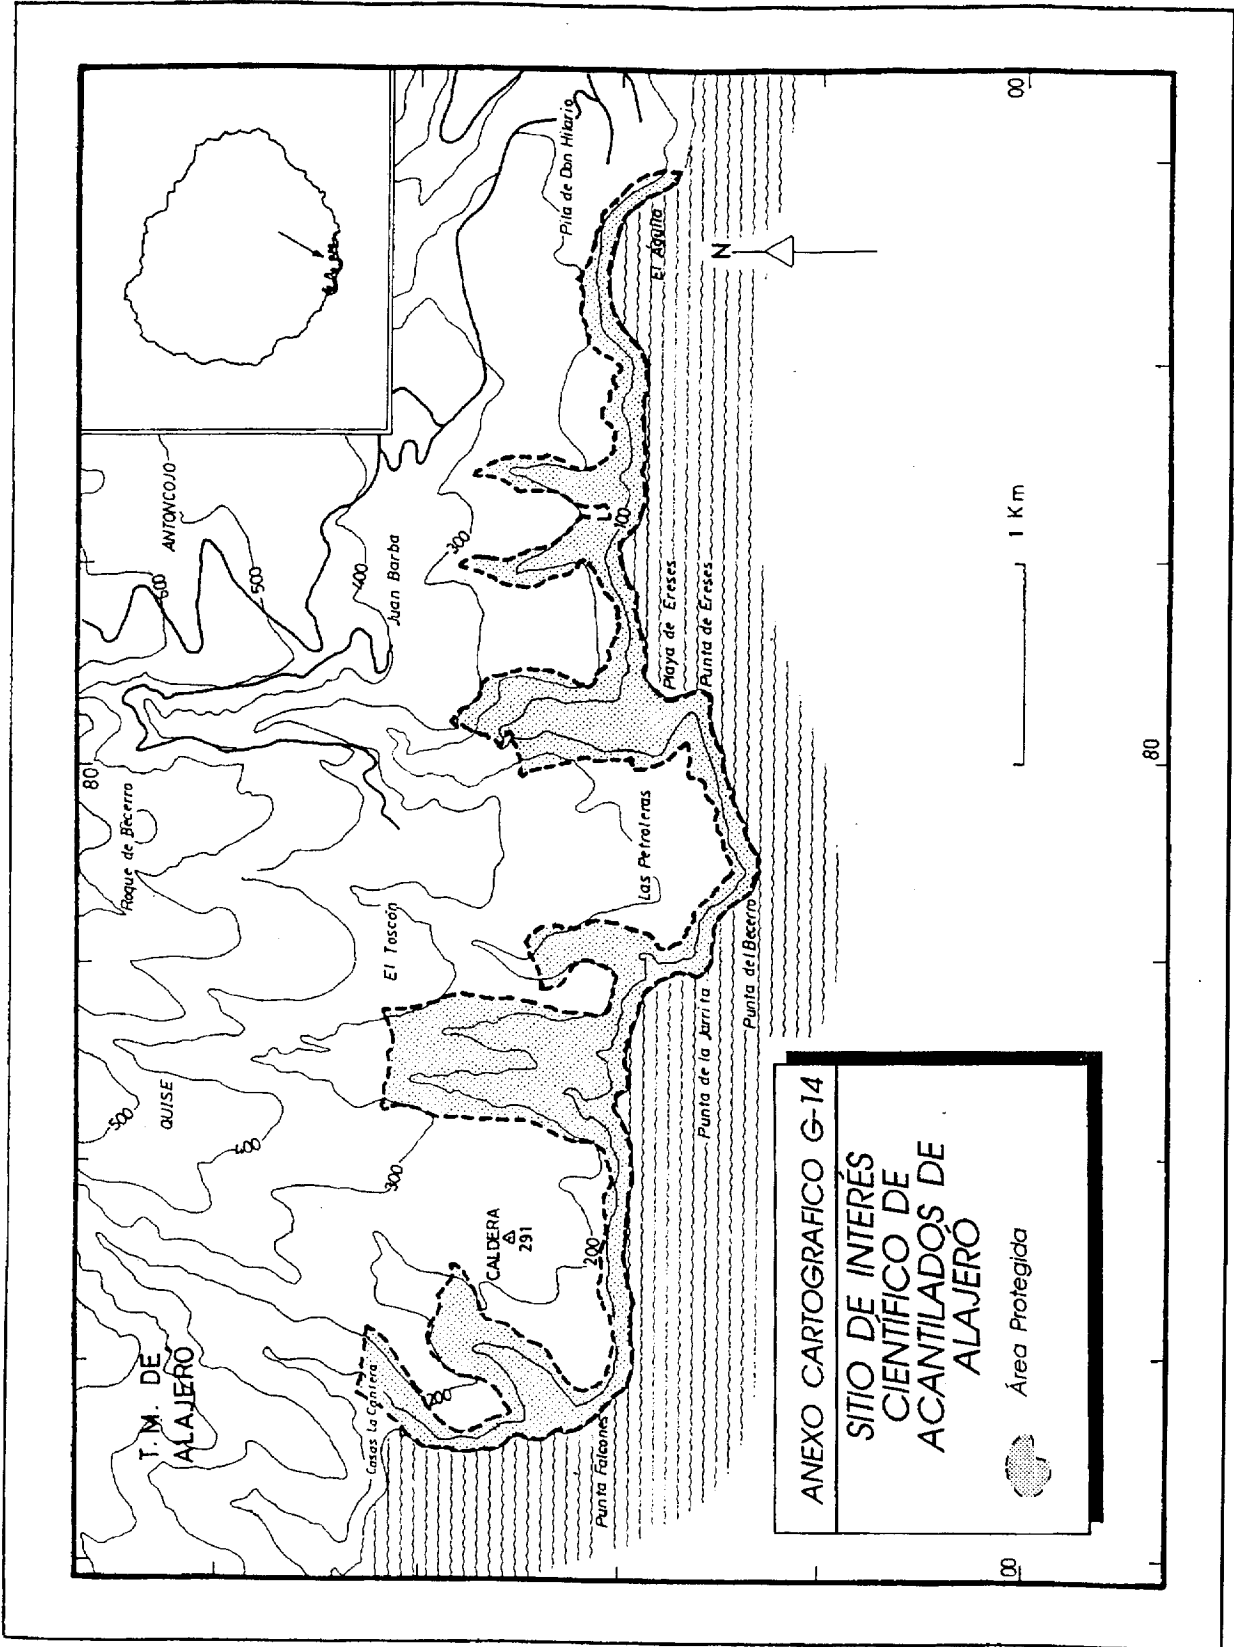 T. M. DE
ALAJERO
QUISE
Roque de Becerro
ANTONCOJO
80
500
400
300
600
500
400
300
El Toscón
Juan Barba
Casas La Cantera
200
CALDERA
291
200
100
Pila de Don Hilario
Las Petroleras
Punta Falcones
Punta de la Jarrita
Punta del Becerro
Playa de Ereses
Punta de Ereses
El Aguila
N
1 Km
00
00
80
ANEXO CARTOGRAFICO G-14
SITIO DE INTERÉS
CIENTÍFICO DE
ACANTILADOS DE
ALAJERÓ
Área Protegida